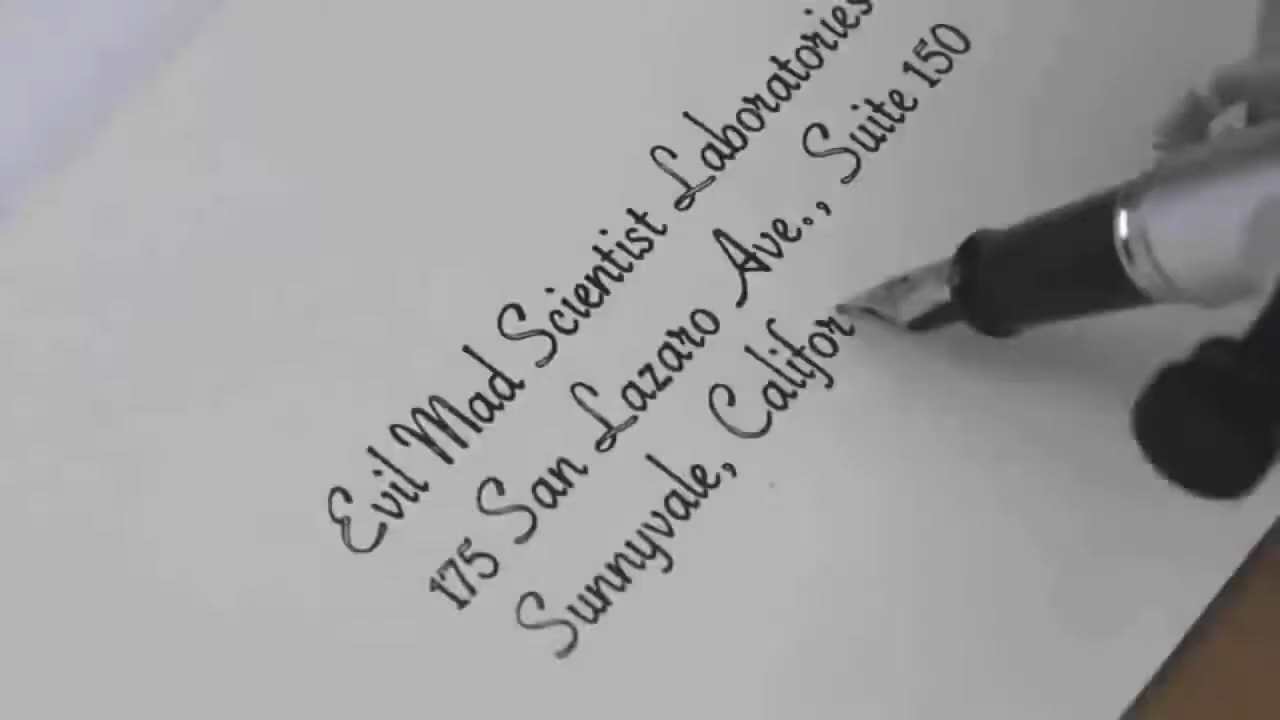 Evil Mad Scientist Laboratories
175 San Lazaro Ave., Suite 150
Sunnyvale, Califor